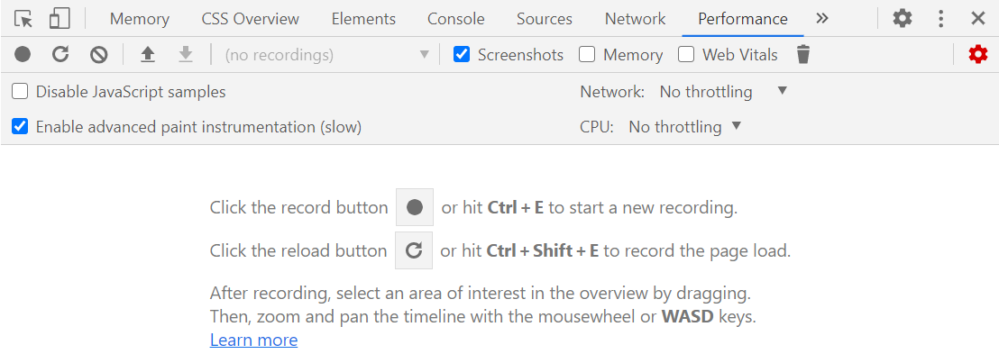 Memory CSS Overview Elements Console Sources Network Performance
(no recordings) Screenshots Memory Web Vitals
Disable JavaScript samples Network: No throttling
Enable advanced paint instrumentation (slow) CPU: No throttling
Click the record button or hit Ctrl + E to start a new recording.
Click the reload button or hit Ctrl + Shift + E to record the page load.
After recording, select an area of interest in the overview by dragging.
Then, zoom and pan the timeline with the mousewheel or WASD keys.
Learn more